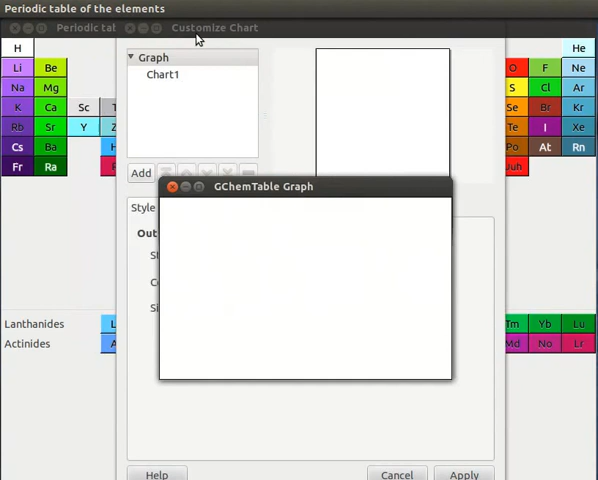 Periodic table of the elements
Periodic tab
Customize Chart
H
He
Graph
Chart1
Li
Be
O
F
Ne
Na
Mg
S
Cl
Ar
K
Ca
Sc
Se
Br
Kr
Rb
Sr
Y
Te
I
Xe
Cs
Ba
Po
At
Rn
Fr
Ra
Add
GChemTable Graph
Style
Out
Lanthanides
Tm
Yb
Lu
Actinides
Md
No
Lr
Help
Cancel
Apply